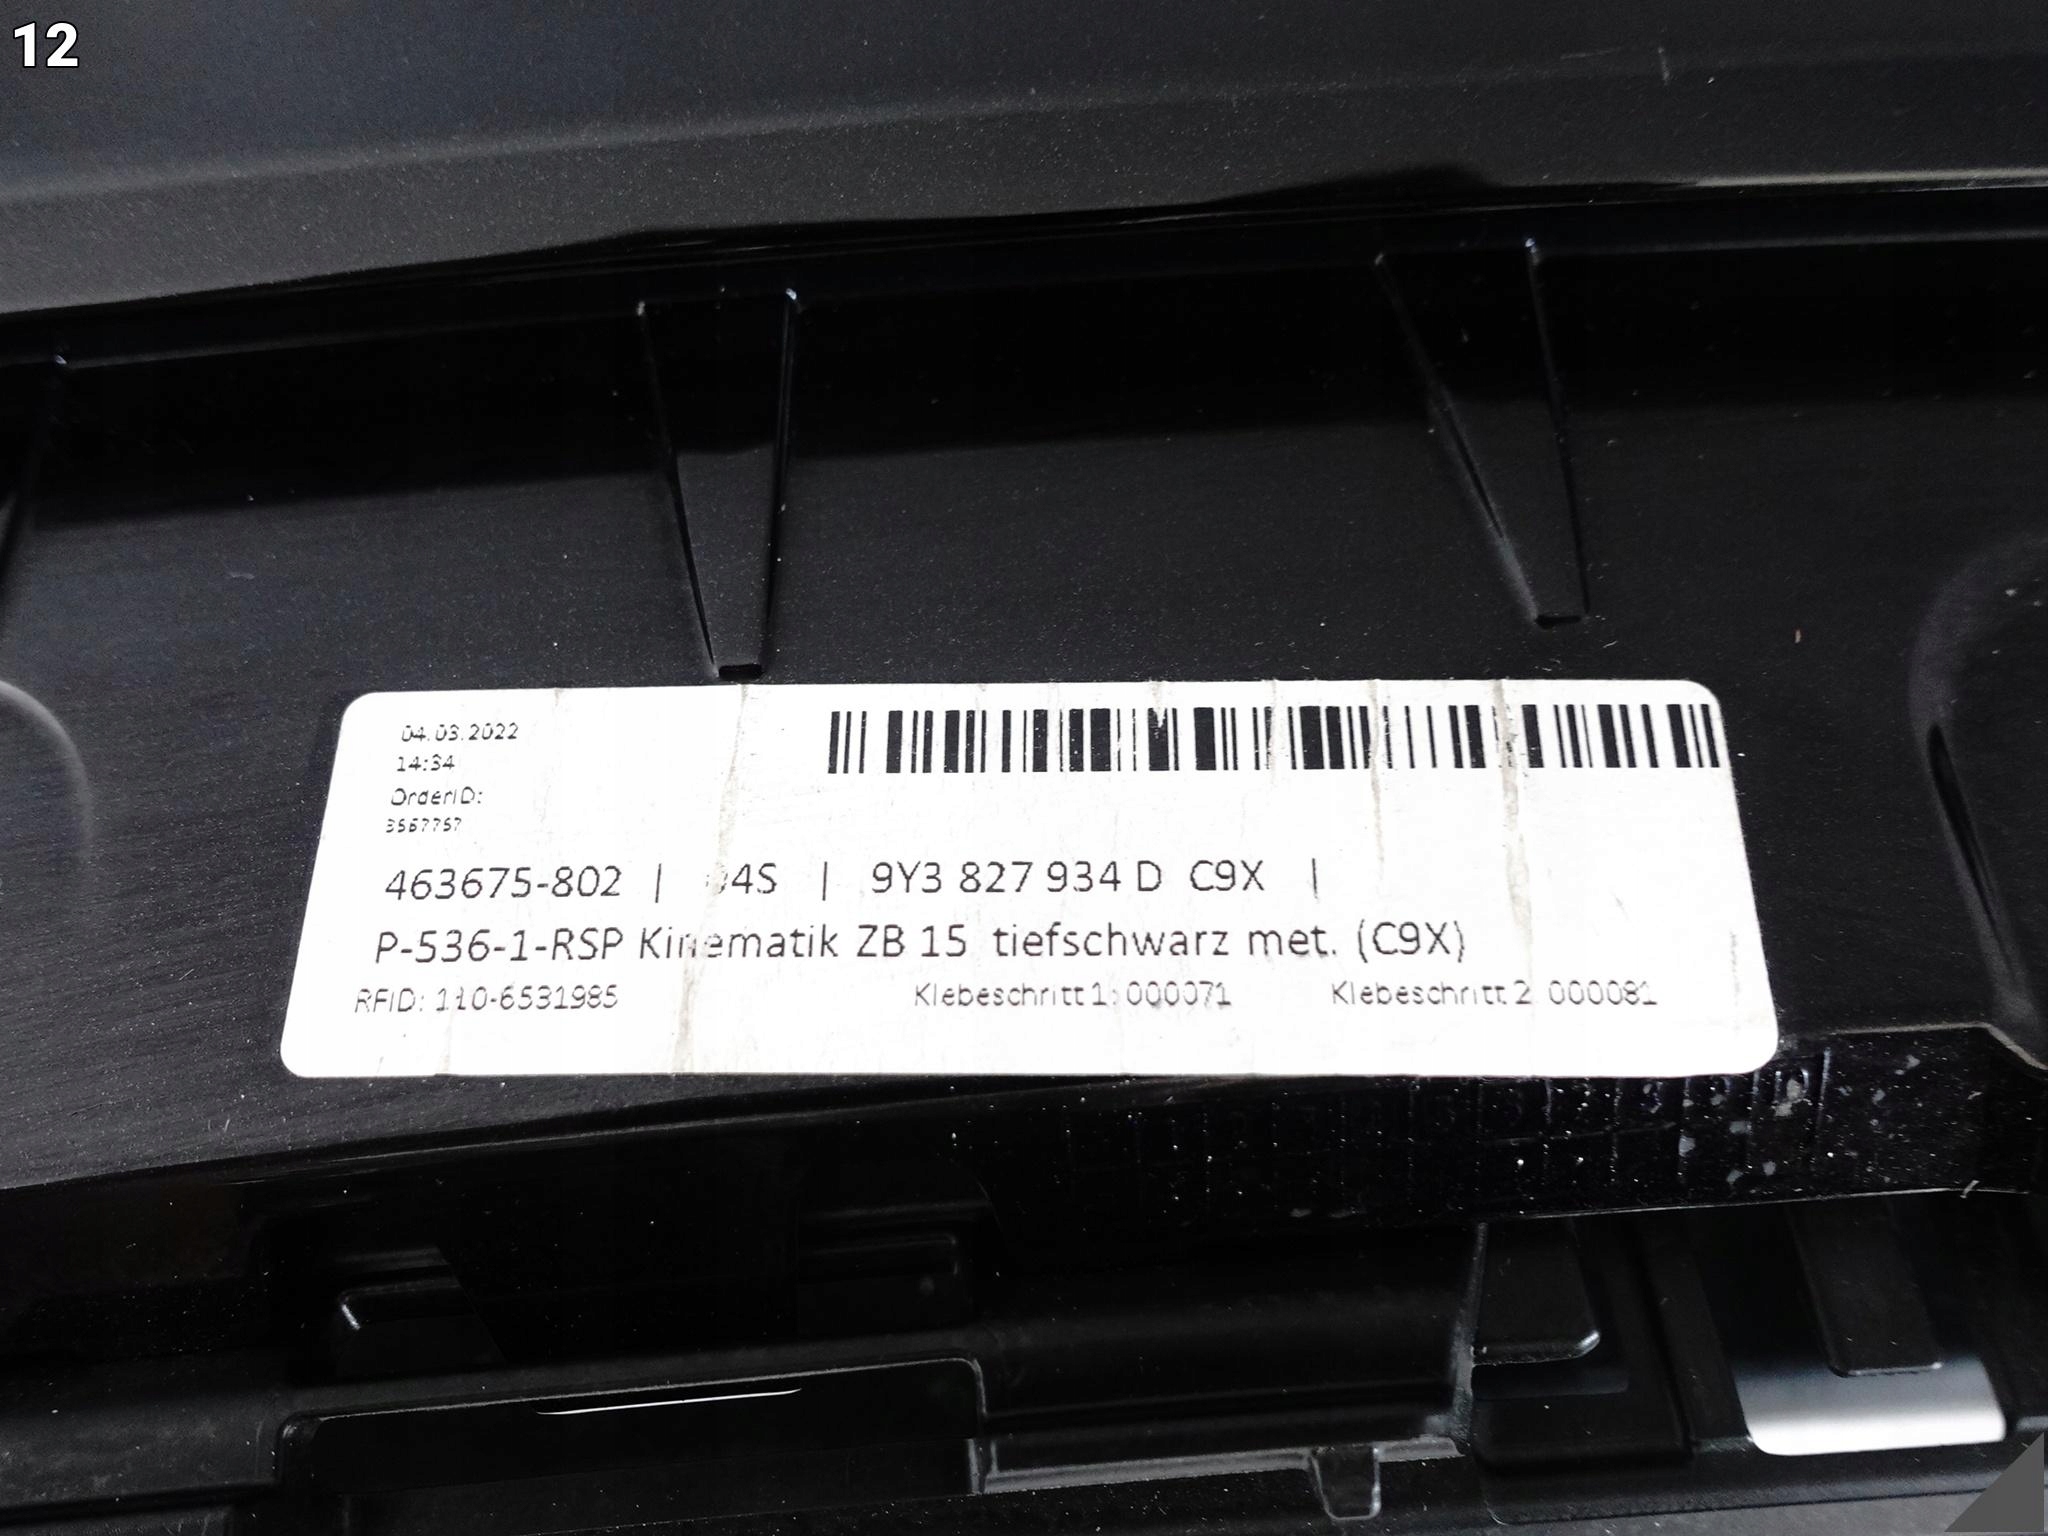 12
04.03.2022
14:34
OrderID:
463675-802 | 04S | 9Y3 827 934 D C9X |
P-536-1-RSP Kinematik ZB 15 tiefschwarz met. (C9X)
RFID: 110-6531985 Klebeschritt 1: 000071 Klebeschritt 2: 000081